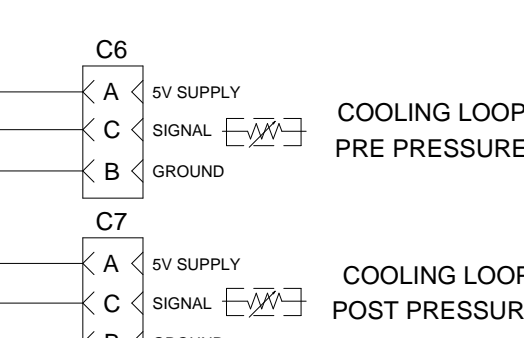 C6
A 5V SUPPLY
C SIGNAL
B GROUND
COOLING LOOP
PRE PRESSURE
C7
A 5V SUPPLY
C SIGNAL
COOLING LOOP
POST PRESSUR